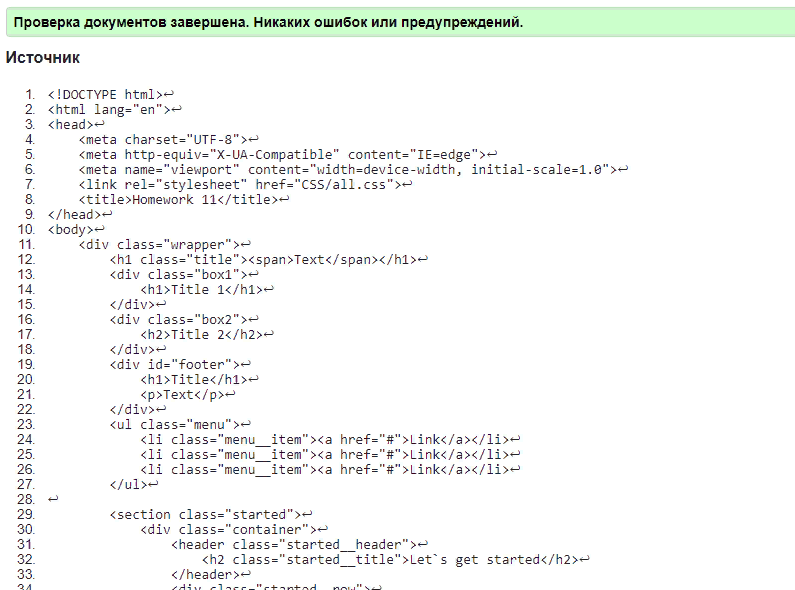 Проверка документов завершена. Никаких ошибок или предупреждений.
Источник
1. <!DOCTYPE html>↩
2. <html lang="en">↩
3. <head>↩
4. <meta charset="UTF-8">↩
5. <meta http-equiv="X-UA-Compatible" content="IE=edge">↩
6. <meta name="viewport" content="width=device-width, initial-scale=1.0">↩
7. <link rel="stylesheet" href="CSS/all.css">↩
8. <title>Homework 11</title>↩
9. </head>↩
10. <body>↩
11. <div class="wrapper">↩
12. <h1 class="title"><span>Text</span></h1>↩
13. <div class="box1">↩
14. <h1>Title 1</h1>↩
15. </div>↩
16. <div class="box2">↩
17. <h2>Title 2</h2>↩
18. </div>↩
19. <div id="footer">↩
20. <h1>Title</h1>↩
21. <p>Text</p>↩
22. </div>↩
23. <ul class="menu">↩
24. <li class="menu__item"><a href="#">Link</a></li>↩
25. <li class="menu__item"><a href="#">Link</a></li>↩
26. <li class="menu__item"><a href="#">Link</a></li>↩
27. </ul>↩
28. ↩
29. <section class="started">↩
30. <div class="container">↩
31. <header class="started__header">↩
32. <h2 class="started__title">Let`s get started</h2>↩
33. </header>↩
34. <div class="started__now">↩